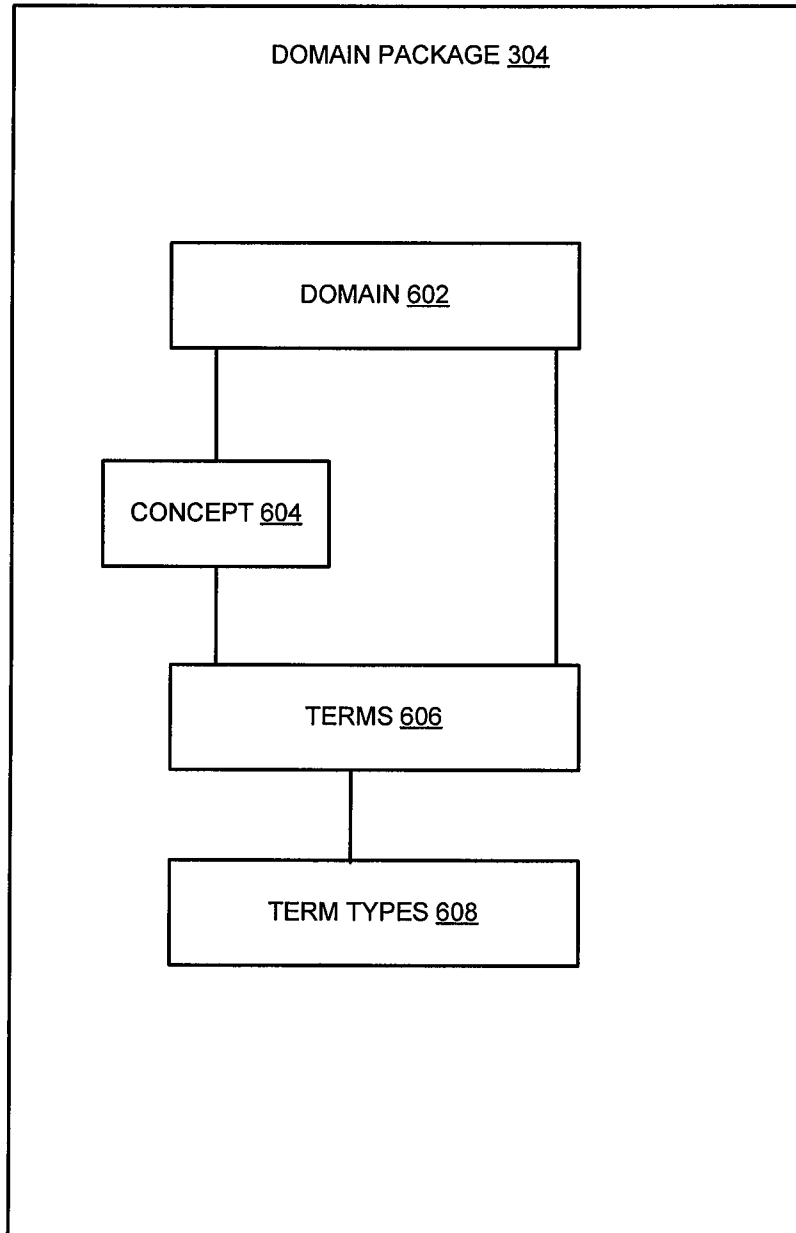 DOMAIN PACKAGE 304
DOMAIN 602
CONCEPT 604
TERMS 606
TERM TYPES 608